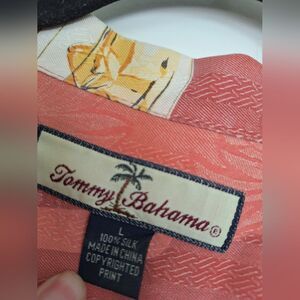 Tommy Bahama ®
L
100% SILK
MADE IN CHINA
COPYRIGHTED
PRINT